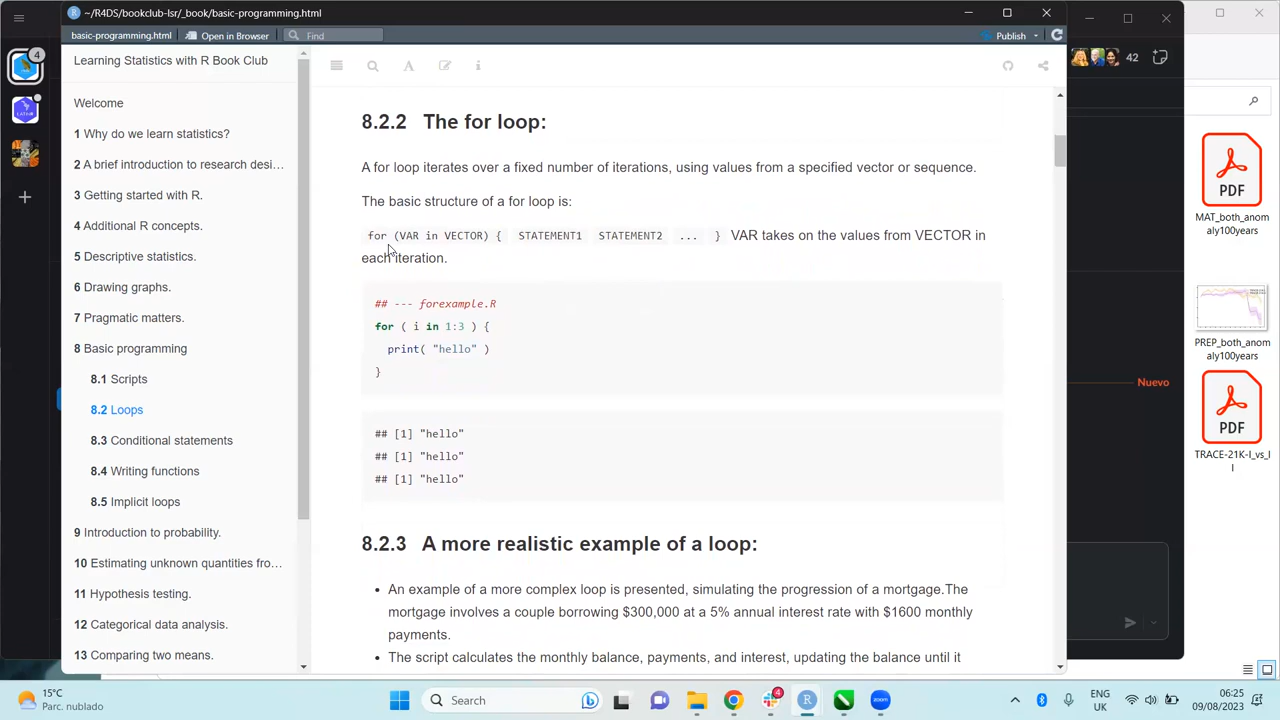 ~/R4DS/bookclub-lsr/_book/basic-programming.html
basic-programming.html
Open in Browser
Find
Publish
4
42
Learning Statistics with R Book Club
Welcome
1 Why do we learn statistics?
2 A brief introduction to research desi...
3 Getting started with R.
4 Additional R concepts.
5 Descriptive statistics.
6 Drawing graphs.
7 Pragmatic matters.
8 Basic programming
8.1 Scripts
8.2 Loops
8.3 Conditional statements
8.4 Writing functions
8.5 Implicit loops
9 Introduction to probability.
10 Estimating unknown quantities fro...
11 Hypothesis testing.
12 Categorical data analysis.
13 Comparing two means.
8.2.2 The for loop:
A for loop iterates over a fixed number of iterations, using values from a specified vector or sequence.
The basic structure of a for loop is:
for (VAR in VECTOR) { STATEMENT1 STATEMENT2 ... } VAR takes on the values from VECTOR in
each iteration.
## --- forexample.R
for ( i in 1:3 ) {
print( "hello" )
}
## [1] "hello"
## [1] "hello"
## [1] "hello"
8.2.3 A more realistic example of a loop:
An example of a more complex loop is presented, simulating the progression of a mortgage.The
mortgage involves a couple borrowing $300,000 at a 5% annual interest rate with $1600 monthly
payments.
The script calculates the monthly balance, payments, and interest, updating the balance until it
Nuevo
PDF
MAT_both_anom
aly100years
PREP_both_anom
aly100years
PDF
TRACE-21K-I_vs_I
I
15°C
Parc. nublado
Search
4
ENG
UK
06:25
09/08/2023